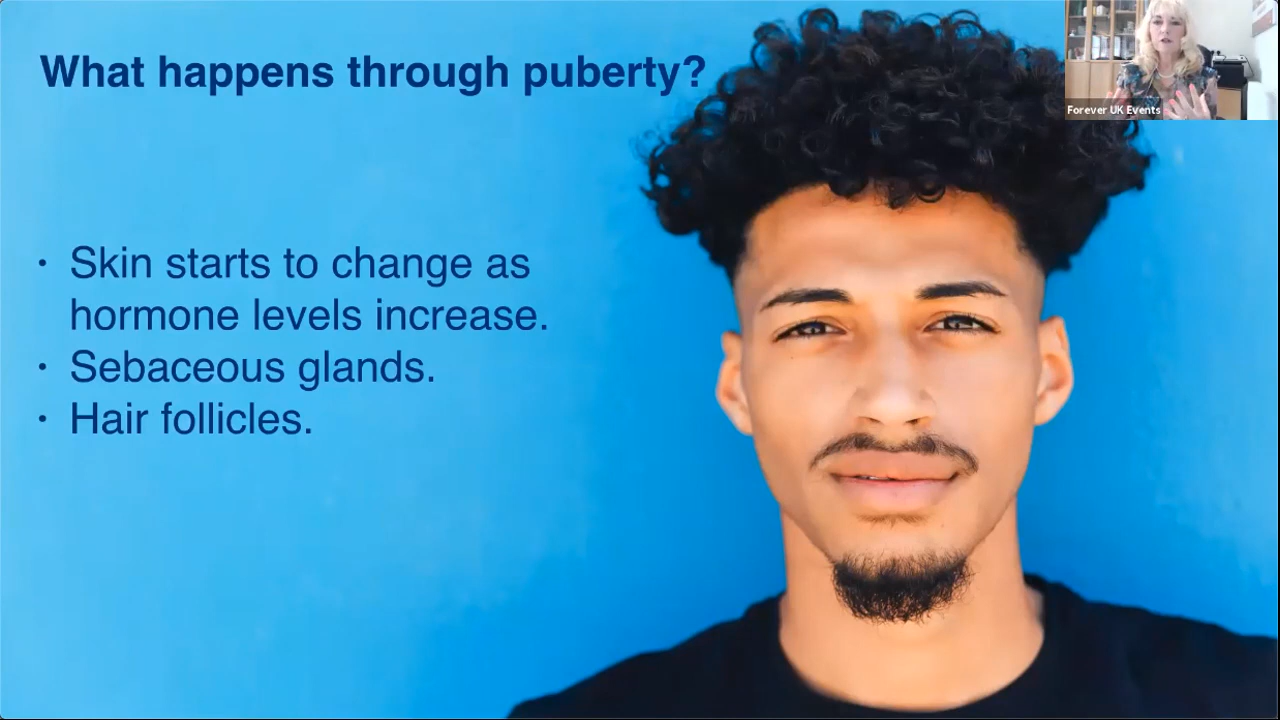 What happens through puberty?
Forever UK Events
• Skin starts to change as
hormone levels increase.
• Sebaceous glands.
• Hair follicles.